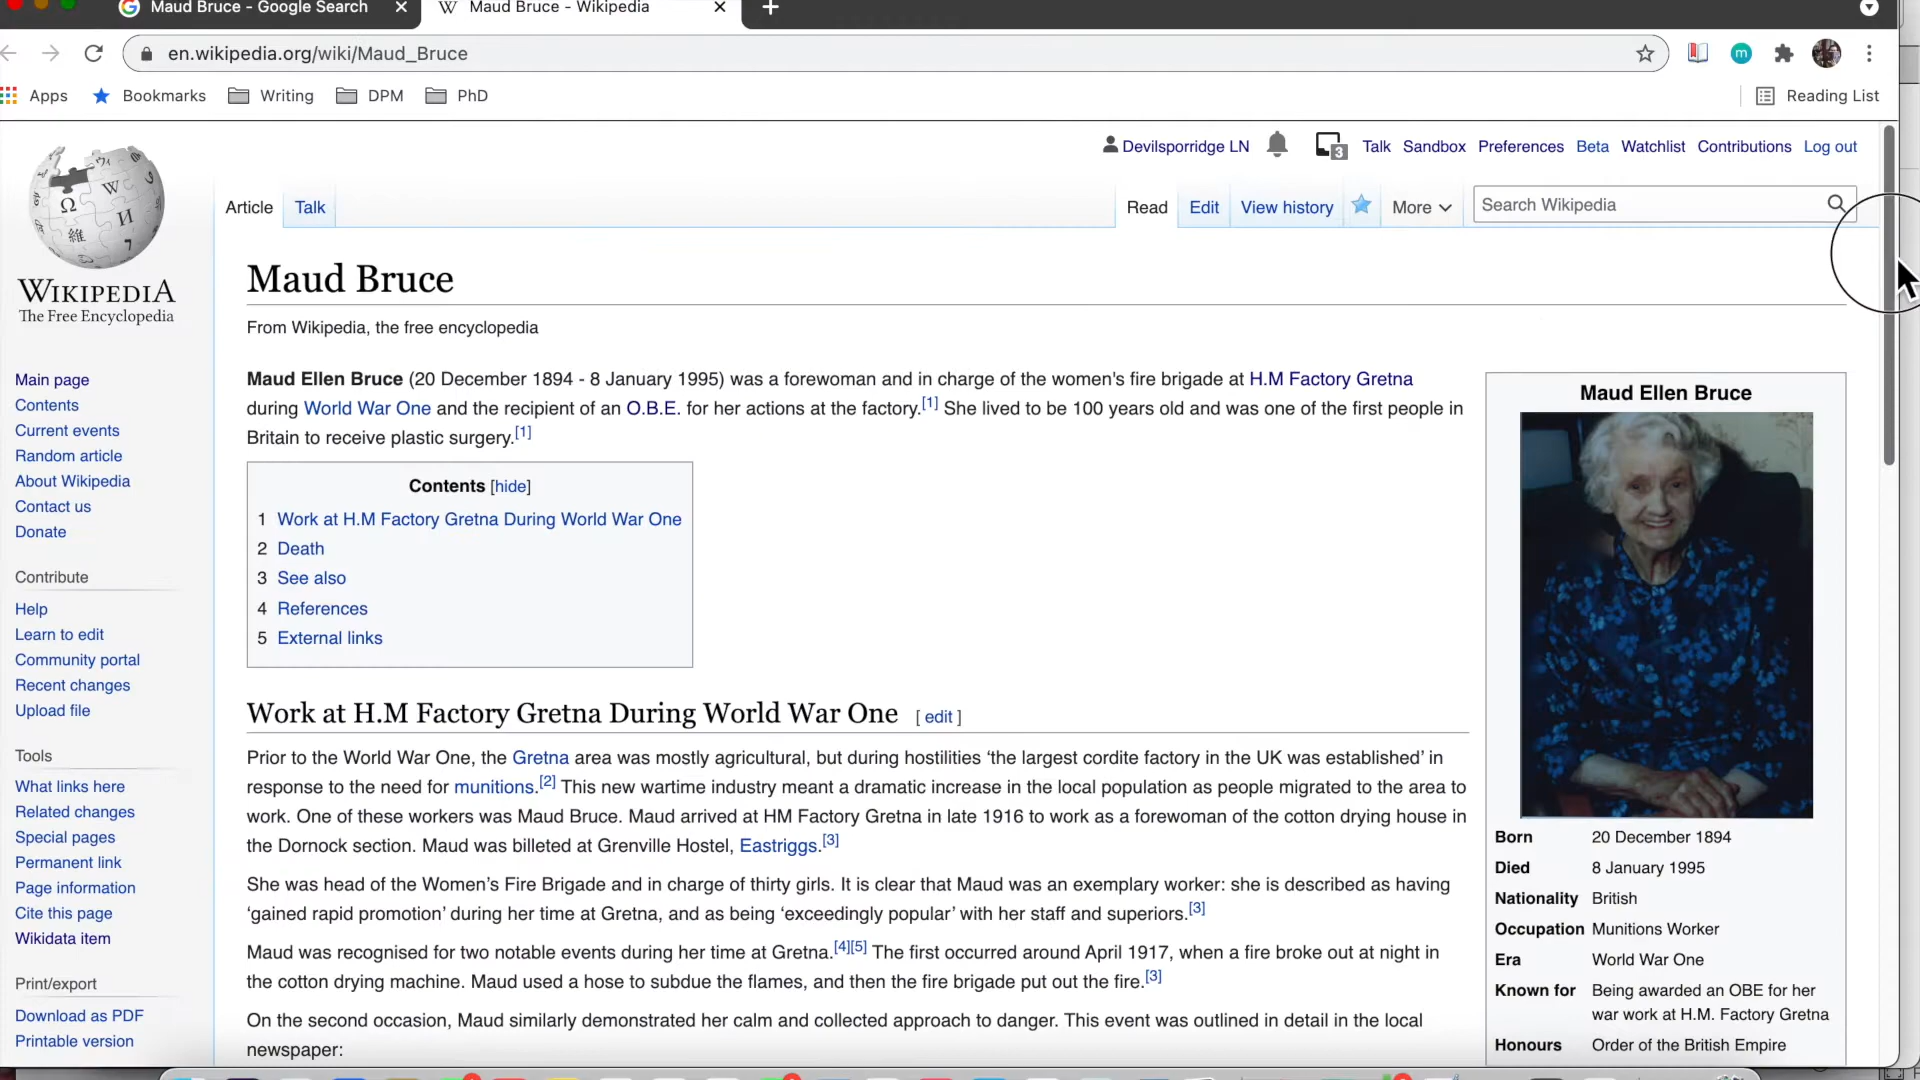 Maud Bruce - Google Search
Maud Bruce - Wikipedia
en.wikipedia.org/wiki/Maud_Bruce
m
Apps Bookmarks Writing DPM PhD Reading List
Devilsporridge LN 3 Talk Sandbox Preferences Beta Watchlist Contributions Log out
Article Talk Read Edit View history More Search Wikipedia
WIKIPEDIA
The Free Encyclopedia
Main page
Contents
Current events
Random article
About Wikipedia
Contact us
Donate
Contribute
Help
Learn to edit
Community portal
Recent changes
Upload file
Tools
What links here
Related changes
Special pages
Permanent link
Page information
Cite this page
Wikidata item
Print/export
Download as PDF
Printable version
Maud Bruce
From Wikipedia, the free encyclopedia
Maud Ellen Bruce (20 December 1894 - 8 January 1995) was a forewoman and in charge of the women's fire brigade at H.M Factory Gretna
during World War One and the recipient of an O.B.E. for her actions at the factory.[1] She lived to be 100 years old and was one of the first people in
Britain to receive plastic surgery.[1]
Contents [hide]
1 Work at H.M Factory Gretna During World War One
2 Death
3 See also
4 References
5 External links
Work at H.M Factory Gretna During World War One [ edit ]
Prior to the World War One, the Gretna area was mostly agricultural, but during hostilities ‘the largest cordite factory in the UK was established’ in
response to the need for munitions.[2] This new wartime industry meant a dramatic increase in the local population as people migrated to the area to
work. One of these workers was Maud Bruce. Maud arrived at HM Factory Gretna in late 1916 to work as a forewoman of the cotton drying house in
the Dornock section. Maud was billeted at Grenville Hostel, Eastriggs.[3]
She was head of the Women’s Fire Brigade and in charge of thirty girls. It is clear that Maud was an exemplary worker: she is described as having
‘gained rapid promotion’ during her time at Gretna, and as being ‘exceedingly popular’ with her staff and superiors.[3]
Maud was recognised for two notable events during her time at Gretna.[4][5] The first occurred around April 1917, when a fire broke out at night in
the cotton drying machine. Maud used a hose to subdue the flames, and then the fire brigade put out the fire.[3]
On the second occasion, Maud similarly demonstrated her calm and collected approach to danger. This event was outlined in detail in the local
newspaper:
Maud Ellen Bruce
Born 20 December 1894
Died 8 January 1995
Nationality British
Occupation Munitions Worker
Era World War One
Known for Being awarded an OBE for her
war work at H.M. Factory Gretna
Honours Order of the British Empire